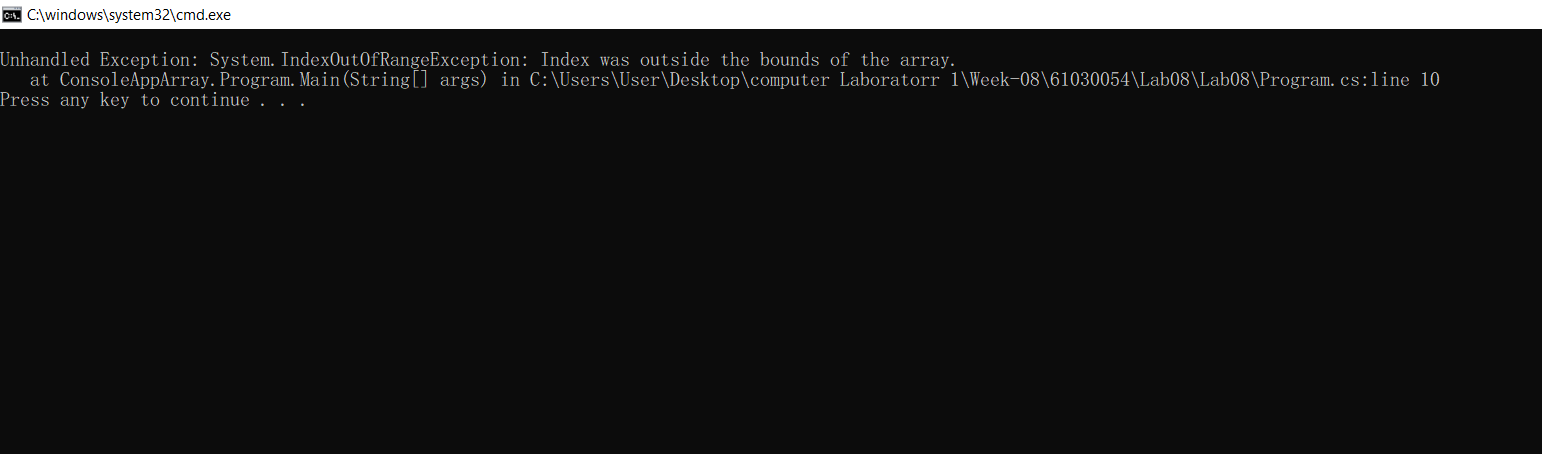 C:\windows\system32\cmd.exe
Unhandled Exception: System.IndexOutOfRangeException: Index was outside the bounds of the array.
   at ConsoleAppArray.Program.Main(String[] args) in C:\Users\User\Desktop\computer Laboratorr 1\Week-08\61030054\Lab08\Lab08\Program.cs:line 10
Press any key to continue . . .